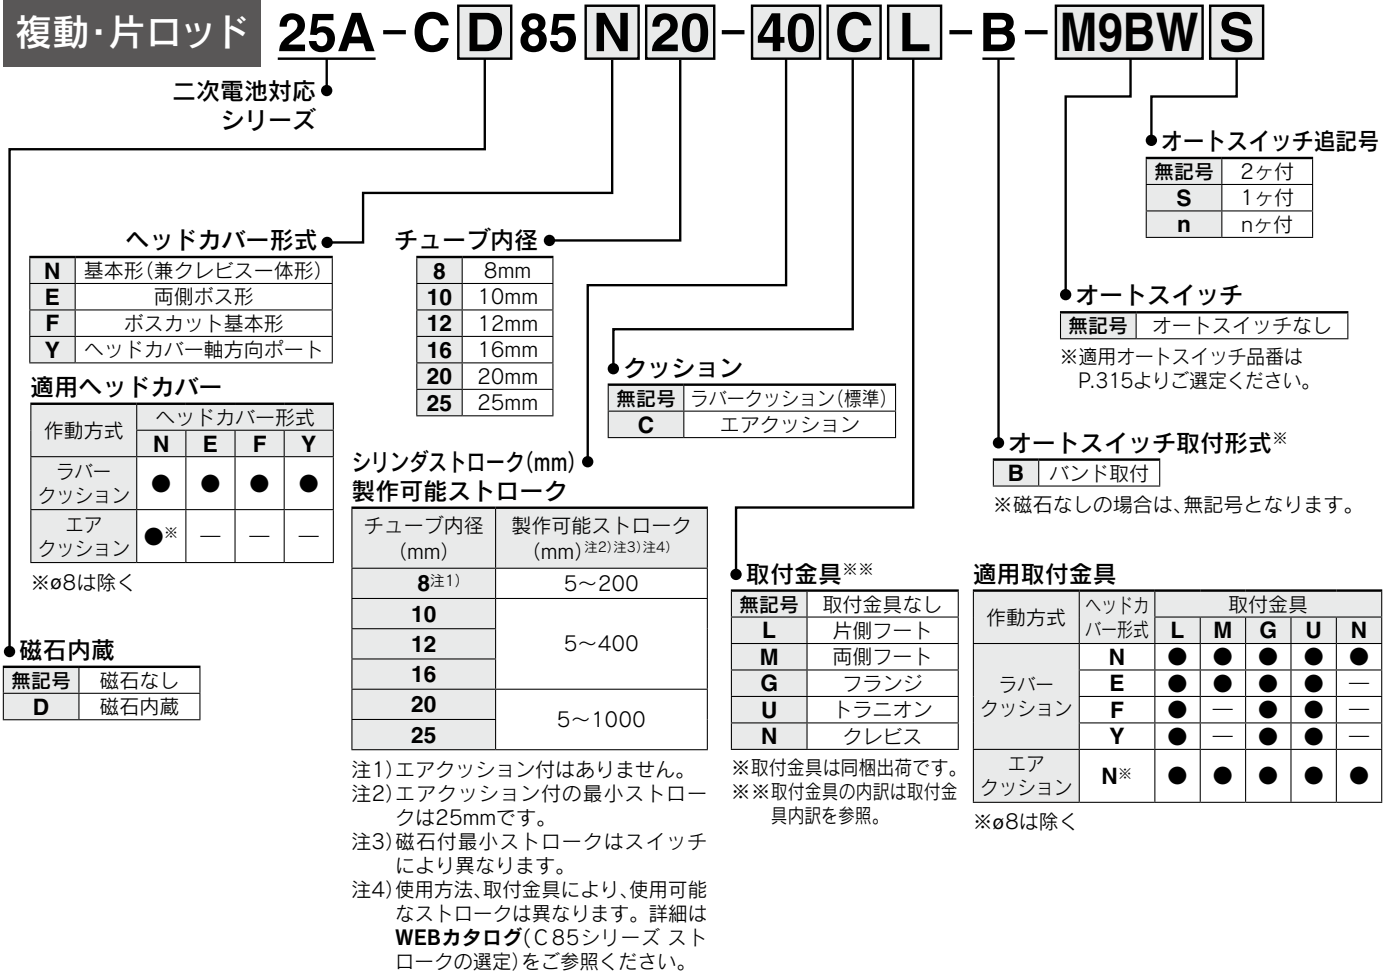 複動・片ロッド 25A-CD85N20-40CL-B-M9BWS
二次電池対応
シリーズ
オートスイッチ追記号
無記号 2ヶ付
S 1ヶ付
n nヶ付
ヘッドカバー形式
N 基本形(兼クレビス一体形)
E 両側ボス形
F ボスカット基本形
Y ヘッドカバー軸方向ポート
適用ヘッドカバー
作動方式 ヘッドカバー形式
N E F Y
ラバー
クッション ● ● ● ●
エア
クッション ●※ — — —
※ø8は除く
磁石内蔵
無記号 磁石なし
D 磁石内蔵
チューブ内径
8 8mm
10 10mm
12 12mm
16 16mm
20 20mm
25 25mm
シリンダストローク(mm)
製作可能ストローク
チューブ内径 製作可能ストローク
(mm) (mm)注2)注3)注4)
8注1) 5〜200
10
12 5〜400
16
20
25 5〜1000
注1)エアクッション付はありません。
注2)エアクッション付の最小ストロー
クは25mmです。
注3)磁石付最小ストロークはスイッチ
により異なります。
注4)使用方法、取付金具により、使用可能
なストロークは異なります。詳細は
WEBカタログ(C85シリーズ スト
ロークの選定)をご参照ください。
クッション
無記号 ラバークッション(標準)
C エアクッション
取付金具※※
無記号 取付金具なし
L 片側フート
M 両側フート
G フランジ
U トラニオン
N クレビス
※取付金具は同梱出荷です。
※※取付金具の内訳は取付金
具内訳を参照。
オートスイッチ
無記号 オートスイッチなし
※適用オートスイッチ品番は
P.315よりご選定ください。
オートスイッチ取付形式※
B バンド取付
※磁石なしの場合は、無記号となります。
適用取付金具
作動方式 ヘッドカ
バー形式 取付金具
L M G U N
ラバー
クッション N ● ● ● ● ●
E ● ● ● ● —
F ● — ● ● —
Y ● — ● ● —
エア
クッション N※ ● ● ● ● ●
※ø8は除く